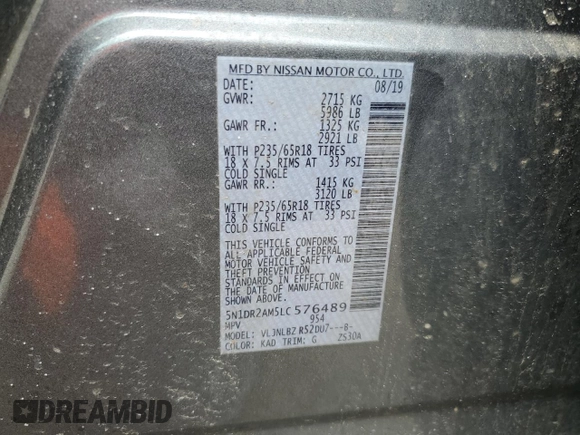 MFD BY NISSAN MOTOR CO., LTD.
DATE: 08/19
GVWR: 2715 KG
5986 LB
GAWR FR.: 1325 KG
2921 LB
WITH P235/65R18 TIRES
18 X 7.5 RIMS AT 33 PSI
COLD SINGLE
GAWR RR.: 1415 KG
3120 LB
WITH P235/65R18 TIRES
18 X 7.5 RIMS AT 33 PSI
COLD SINGLE
THIS VEHICLE CONFORMS TO
ALL APPLICABLE FEDERAL
MOTOR VEHICLE SAFETY AND
THEFT PREVENTION
STANDARDS IN EFFECT ON
THE DATE OF MANUFACTURE
SHOWN ABOVE.
5N1DR2AM5LC576489
MPV 954
MODEL: VL3NLBZ R52DU7---8-
COLOR: KAD TRIM: G 2S30A
DREAMBID